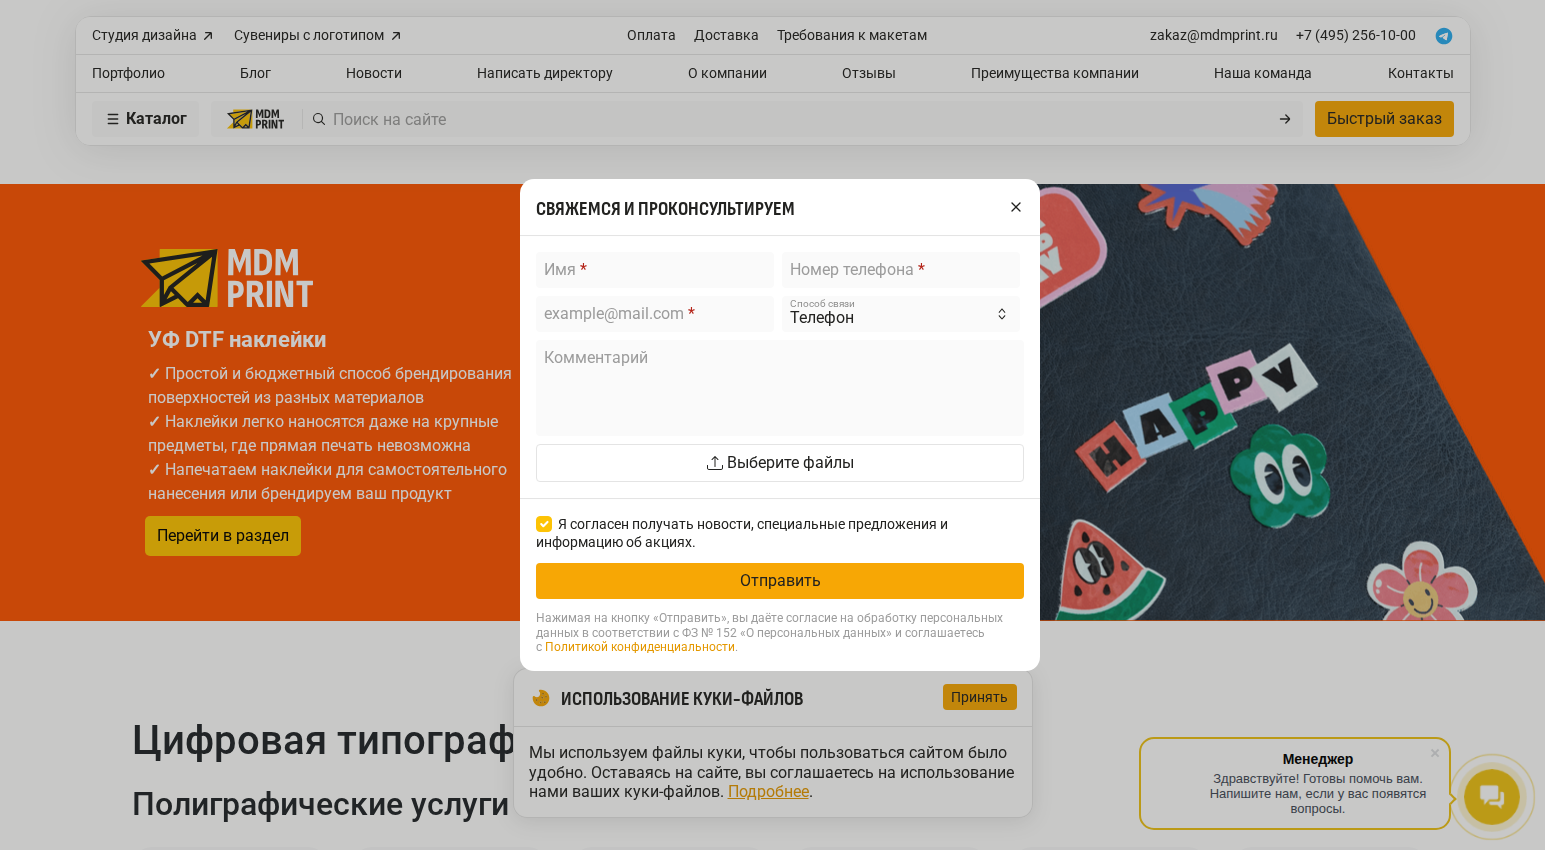 Студия дизайна
Сувениры с логотипом
Оплата
Доставка
Требования к макетам
zakaz@mdmprint.ru
+7 (495) 256-10-00
Портфолио
Блог
Новости
Написать директору
О компании
Отзывы
Преимущества компании
Наша команда
Контакты
Каталог
MDM
PRINT
Поиск на сайте
Быстрый заказ
MDM
PRINT
УФ DTF наклейки
✓ Простой и бюджетный способ брендирования
поверхностей из разных материалов
✓ Наклейки легко наносятся даже на крупные
предметы, где прямая печать невозможна
✓ Напечатаем наклейки для самостоятельного
нанесения или брендируем ваш продукт
Перейти в раздел
HAPPY
СВЯЖЕМСЯ И ПРОКОНСУЛЬТИРУЕМ
Имя *
Номер телефона *
example@mail.com *
Способ связи
Телефон
Комментарий
Выберите файлы
Я согласен получать новости, специальные предложения и
информацию об акциях.
Отправить
Нажимая на кнопку «Отправить», вы даёте согласие на обработку персональных
данных в соответствии с ФЗ № 152 «О персональных данных» и соглашаетесь
с Политикой конфиденциальности.
ИСПОЛЬЗОВАНИЕ КУКИ-ФАЙЛОВ
Принять
Мы используем файлы куки, чтобы пользоваться сайтом было
удобно. Оставаясь на сайте, вы соглашаетесь на использование
нами ваших куки-файлов. Подробнее.
Цифровая типограф
Полиграфические услуги
Менеджер
Здравствуйте! Готовы помочь вам.
Напишите нам, если у вас появятся
вопросы.